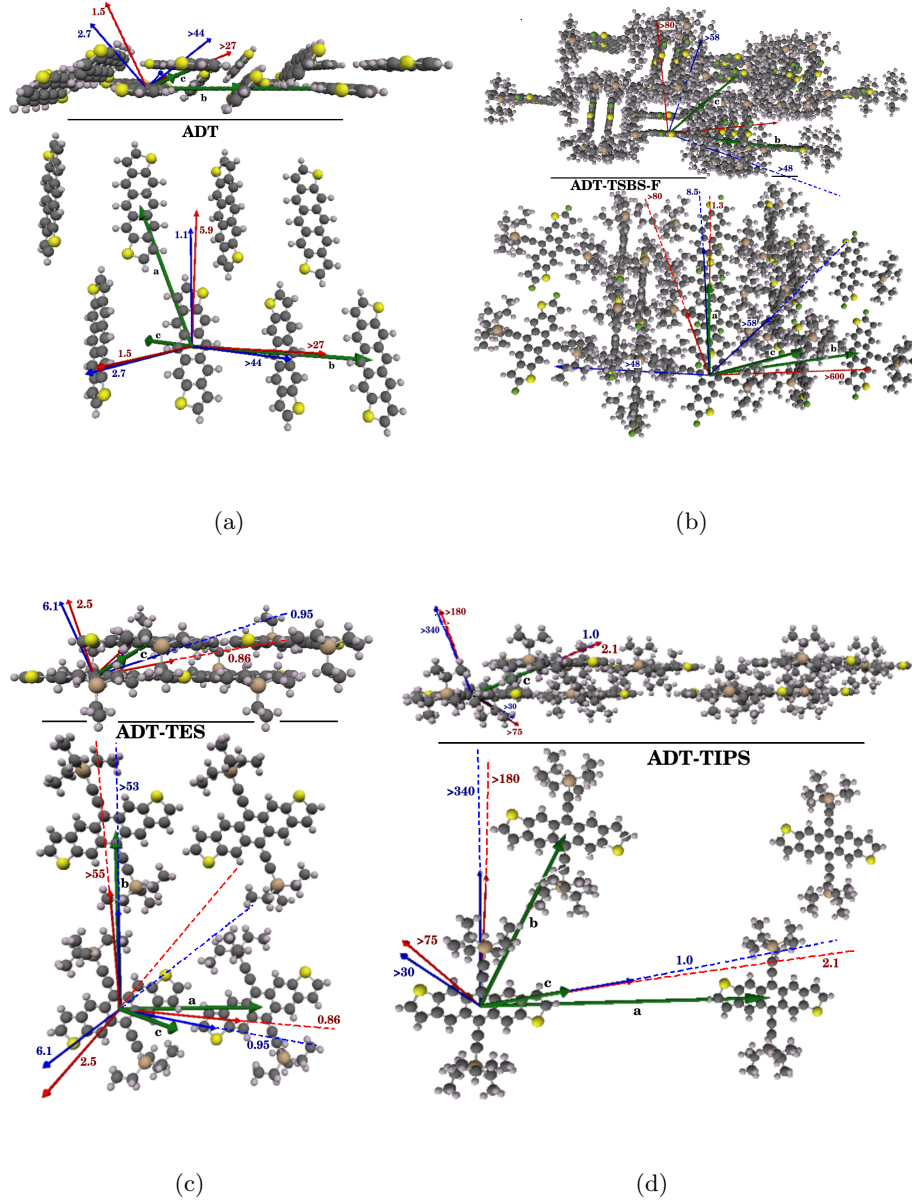 1.5
2.7
>44
>27
c
b
ADT
1.1
5.9
a
c
1.5
2.7
>27
>44
b
(a)
>80
>58
c
b
>48
ADT-TSBS-F
>80
8.5
1.3
a
>58
c
b
>48
>600
(b)
6.1
2.5
0.95
c
0.86
ADT-TES
>53
>55
b
a
c
0.86
0.95
6.1
2.5
(c)
>180
>340
1.0
2.1
c
>30
>75
ADT-TIPS
>340
>180
b
>75
>30
c
1.0
2.1
a
(d)